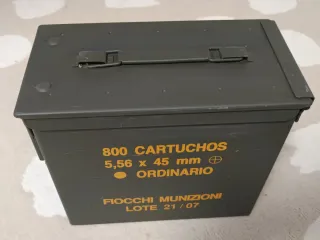 800 CARTUCHOS
5,56 x 45 mm
ORDINARIO
FIOCCHI MUNIZIONI
LOTE 21/07